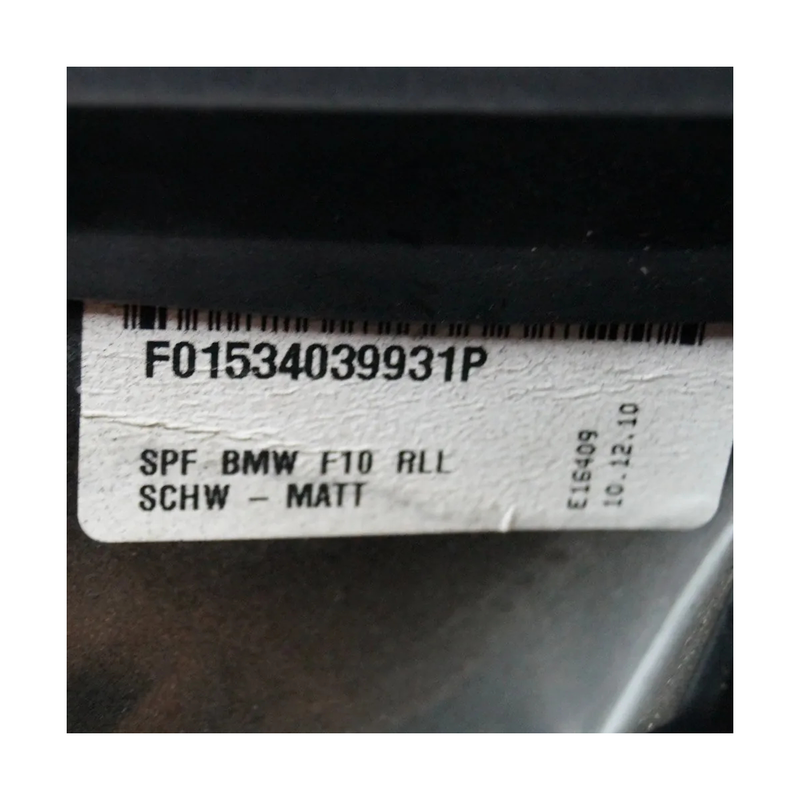 F01534039931P
SPF BMW F10 RLL
SCHW - MATT
E16409
10.12.10